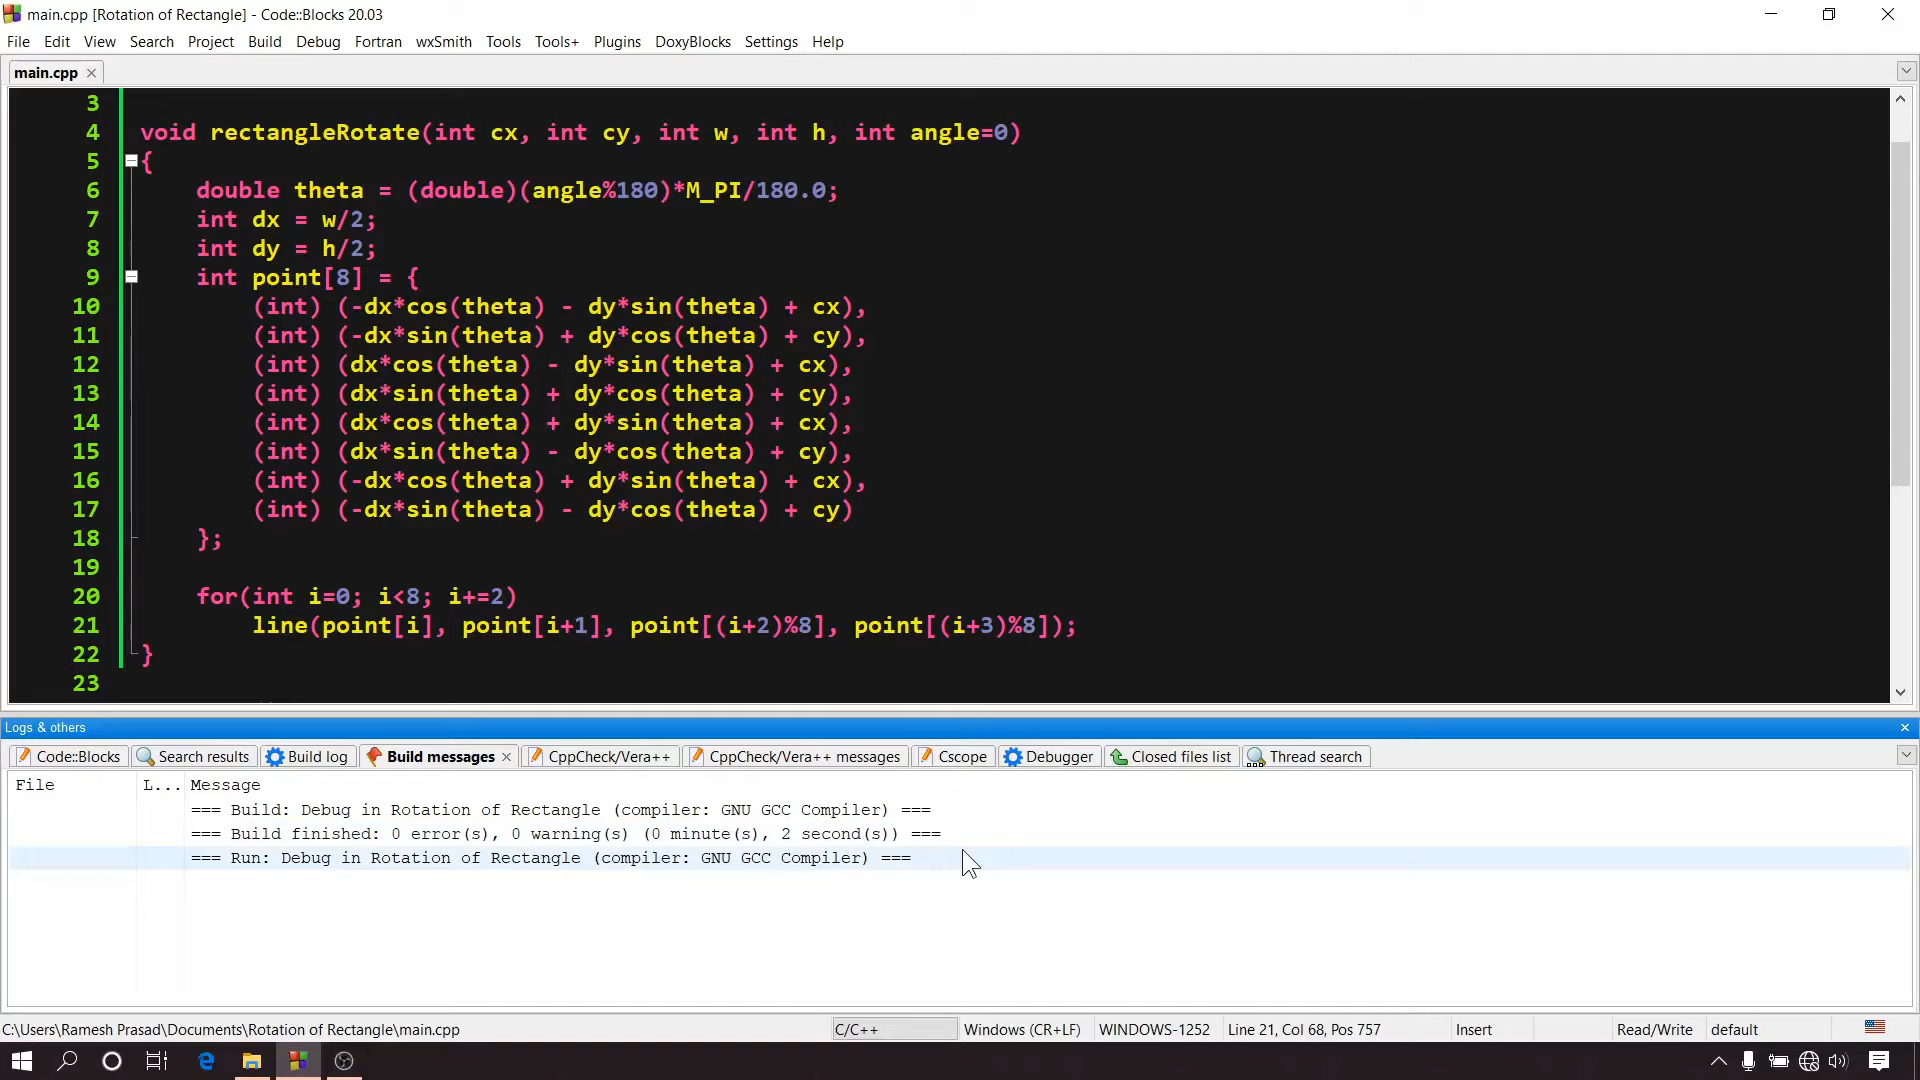 main.cpp [Rotation of Rectangle] - Code::Blocks 20.03
File Edit View Search Project Build Debug Fortran wxSmith Tools Tools+ Plugins DoxyBlocks Settings Help
main.cpp
3
4 void rectangleRotate(int cx, int cy, int w, int h, int angle=0)
5 {
6 double theta = (double)(angle%180)*M_PI/180.0;
7 int dx = w/2;
8 int dy = h/2;
9 int point[8] = {
10 (int) (-dx*cos(theta) - dy*sin(theta) + cx),
11 (int) (-dx*sin(theta) + dy*cos(theta) + cy),
12 (int) (dx*cos(theta) - dy*sin(theta) + cx),
13 (int) (dx*sin(theta) + dy*cos(theta) + cy),
14 (int) (dx*cos(theta) + dy*sin(theta) + cx),
15 (int) (dx*sin(theta) - dy*cos(theta) + cy),
16 (int) (-dx*cos(theta) + dy*sin(theta) + cx),
17 (int) (-dx*sin(theta) - dy*cos(theta) + cy)
18 };
19
20 for(int i=0; i<8; i+=2)
21 line(point[i], point[i+1], point[(i+2)%8], point[(i+3)%8]);
22 }
23
Logs & others
Code::Blocks Search results Build log Build messages CppCheck/Vera++ CppCheck/Vera++ messages Cscope Debugger Closed files list Thread search
File L... Message
=== Build: Debug in Rotation of Rectangle (compiler: GNU GCC Compiler) ===
=== Build finished: 0 error(s), 0 warning(s) (0 minute(s), 2 second(s)) ===
=== Run: Debug in Rotation of Rectangle (compiler: GNU GCC Compiler) ===
C:\Users\Ramesh Prasad\Documents\Rotation of Rectangle\main.cpp C/C++ Windows (CR+LF) WINDOWS-1252 Line 21, Col 68, Pos 757 Insert Read/Write default